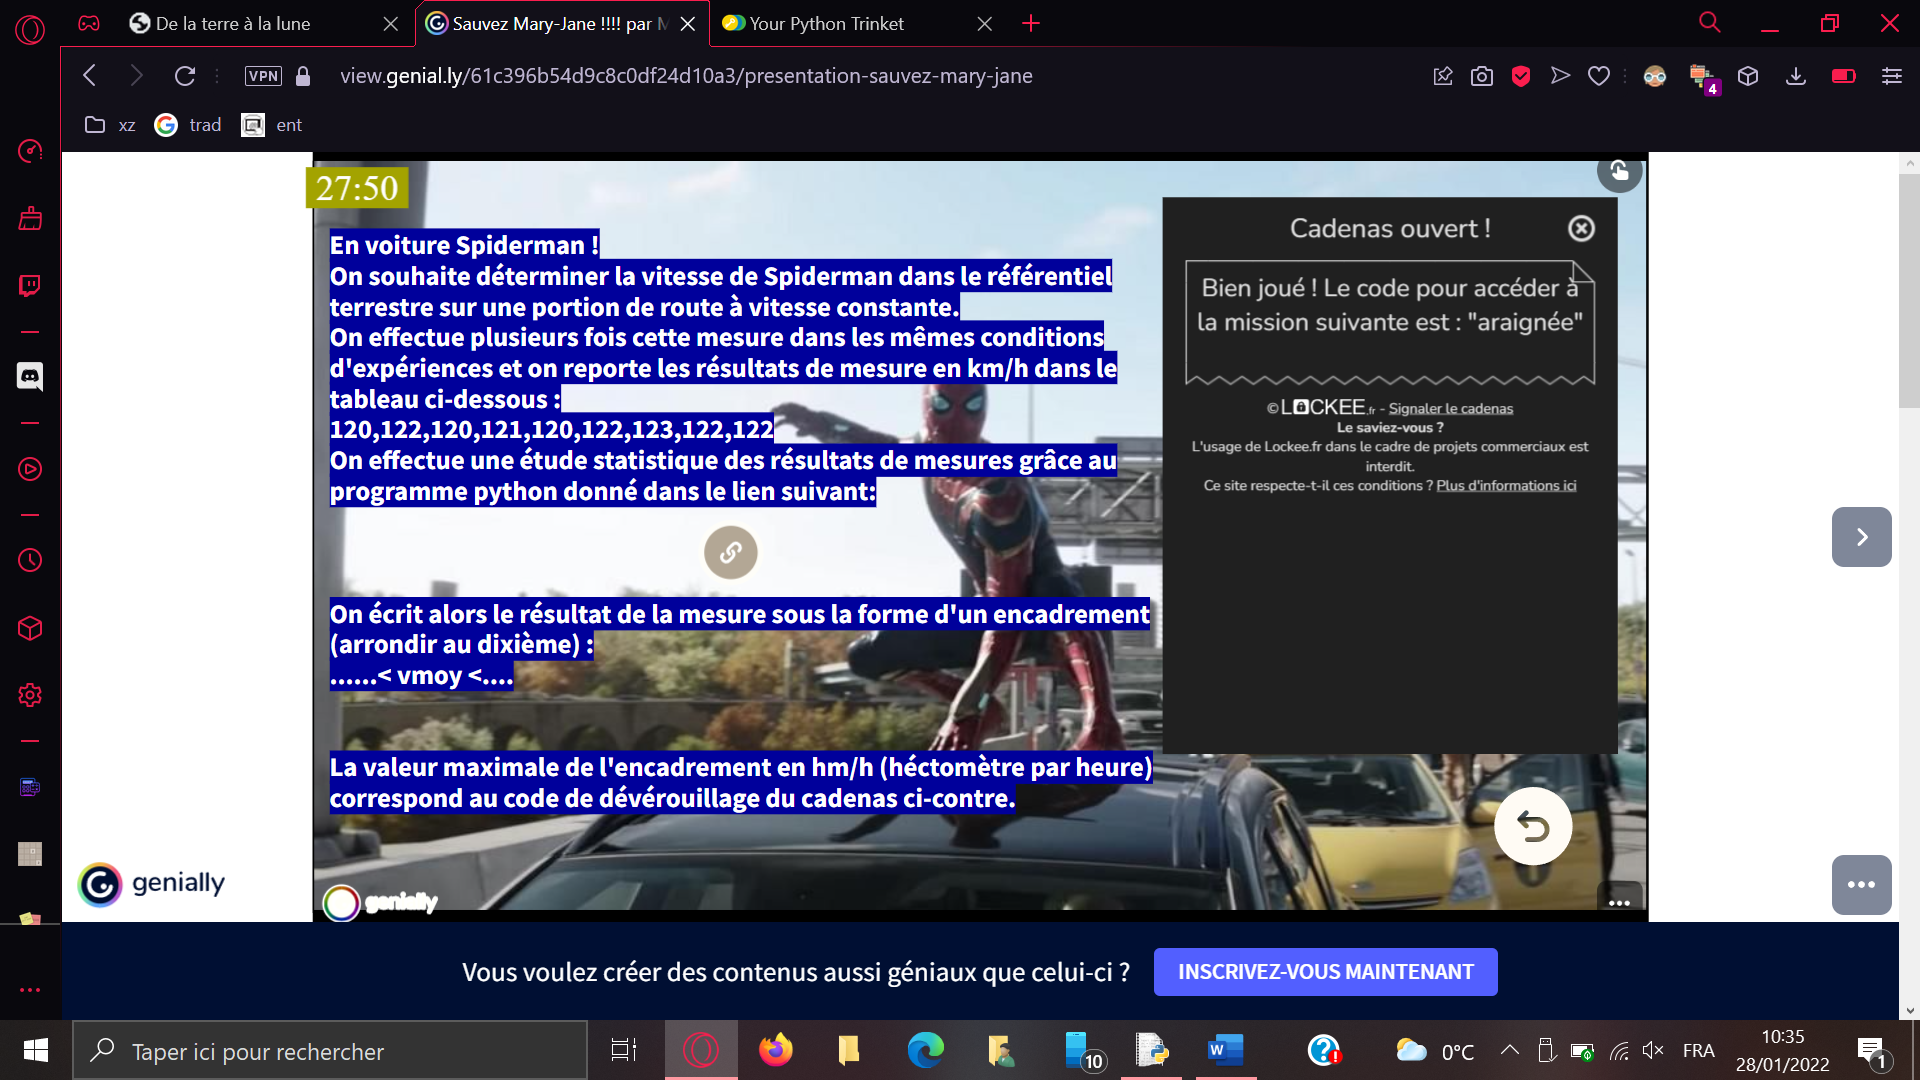 De la terre à la lune
Sauvez Mary-Jane !!!! par M
Your Python Trinket
VPN
view.genial.ly/61c396b54d9c8c0df24d10a3/presentation-sauvez-mary-jane
4
xz
trad
ent
27:50
En voiture Spiderman !
On souhaite déterminer la vitesse de Spiderman dans le référentiel
terrestre sur une portion de route à vitesse constante.
On effectue plusieurs fois cette mesure dans les mêmes conditions
d'expériences et on reporte les résultats de mesure en km/h dans le
tableau ci-dessous :
120,122,120,121,120,122,123,122,122
On effectue une étude statistique des résultats de mesures grâce au
programme python donné dans le lien suivant:
On écrit alors le résultat de la mesure sous la forme d'un encadrement
(arrondir au dixième) :
......< vmoy <....
La valeur maximale de l'encadrement en hm/h (héctomètre par heure)
correspond au code de dévérouillage du cadenas ci-contre.
Cadenas ouvert !
Bien joué ! Le code pour accéder à
la mission suivante est : "araignée"
©LOCKEE.fr - Signaler le cadenas
Le saviez-vous ?
L'usage de Lockee.fr dans le cadre de projets commerciaux est
interdit.
Ce site respecte-t-il ces conditions ? Plus d'informations ici
genially
genially
Vous voulez créer des contenus aussi géniaux que celui-ci ?
INSCRIVEZ-VOUS MAINTENANT
Taper ici pour rechercher
10
W
0°C
FRA
10:35
28/01/2022
1